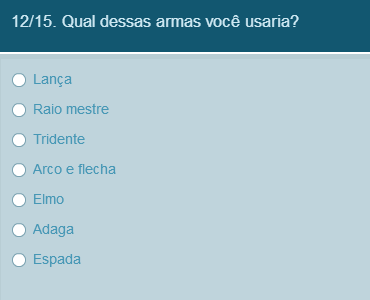 12/15. Qual dessas armas você usaria?
Lança
Raio mestre
Tridente
Arco e flecha
Elmo
Adaga
Espada